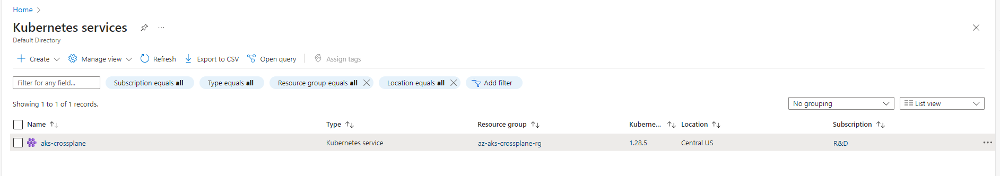 Home
Kubernetes services
Default Directory
Create Manage view Refresh Export to CSV Open query Assign tags
Filter for any field... Subscription equals all Type equals all Resource group equals all Location equals all Add filter
Showing 1 to 1 of 1 records. No grouping List view
Name Type Resource group Kuberne... Location Subscription
aks-crossplane Kubernetes service az-aks-crossplane-rg 1.28.5 Central US R&D